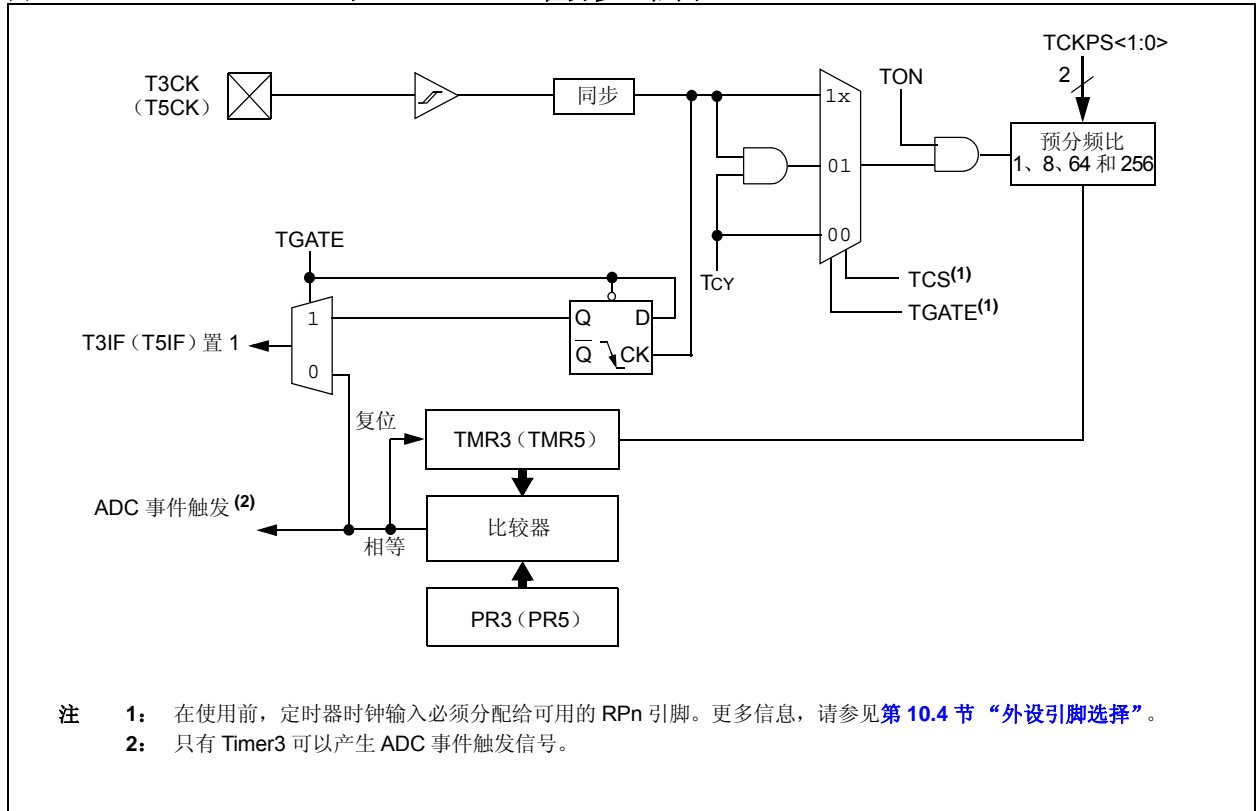 TCKPS<1:0>
2
T3CK
（T5CK）
同步
TON
1x
01
00
预分频比
1、8、64 和 256
TGATE
TCY
TCS(1)
TGATE(1)
1
0
Q D
Q CK
T3IF（T5IF）置 1
复位
TMR3（TMR5）
ADC 事件触发 (2)
相等
比较器
PR3（PR5）
注 1： 在使用前，定时器时钟输入必须分配给可用的 RPn 引脚。更多信息，请参见第 10.4 节 “外设引脚选择”。
2： 只有 Timer3 可以产生 ADC 事件触发信号。